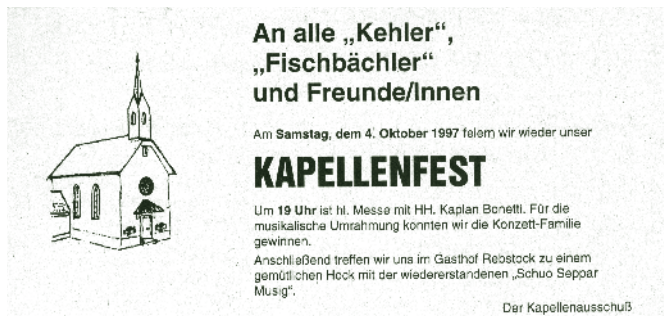 An alle „Kehler“,
„Fischbächler“
und Freunde/Innen
Am Samstag, dem 4. Oktober 1997 feiern wir wieder unser
KAPELLENFEST
Um 19 Uhr ist hl. Messe mit HH. Kaplan Bonetti. Für die
musikalische Umrahmung konnten wir die Konzett-Familie
gewinnen.
Anschließend treffen wir uns im Gasthof Rebstock zu einem
gemütlichen Hock mit der wiedererstandenen „Schuo Seppar
Musig“.
Der Kapellenausschuß